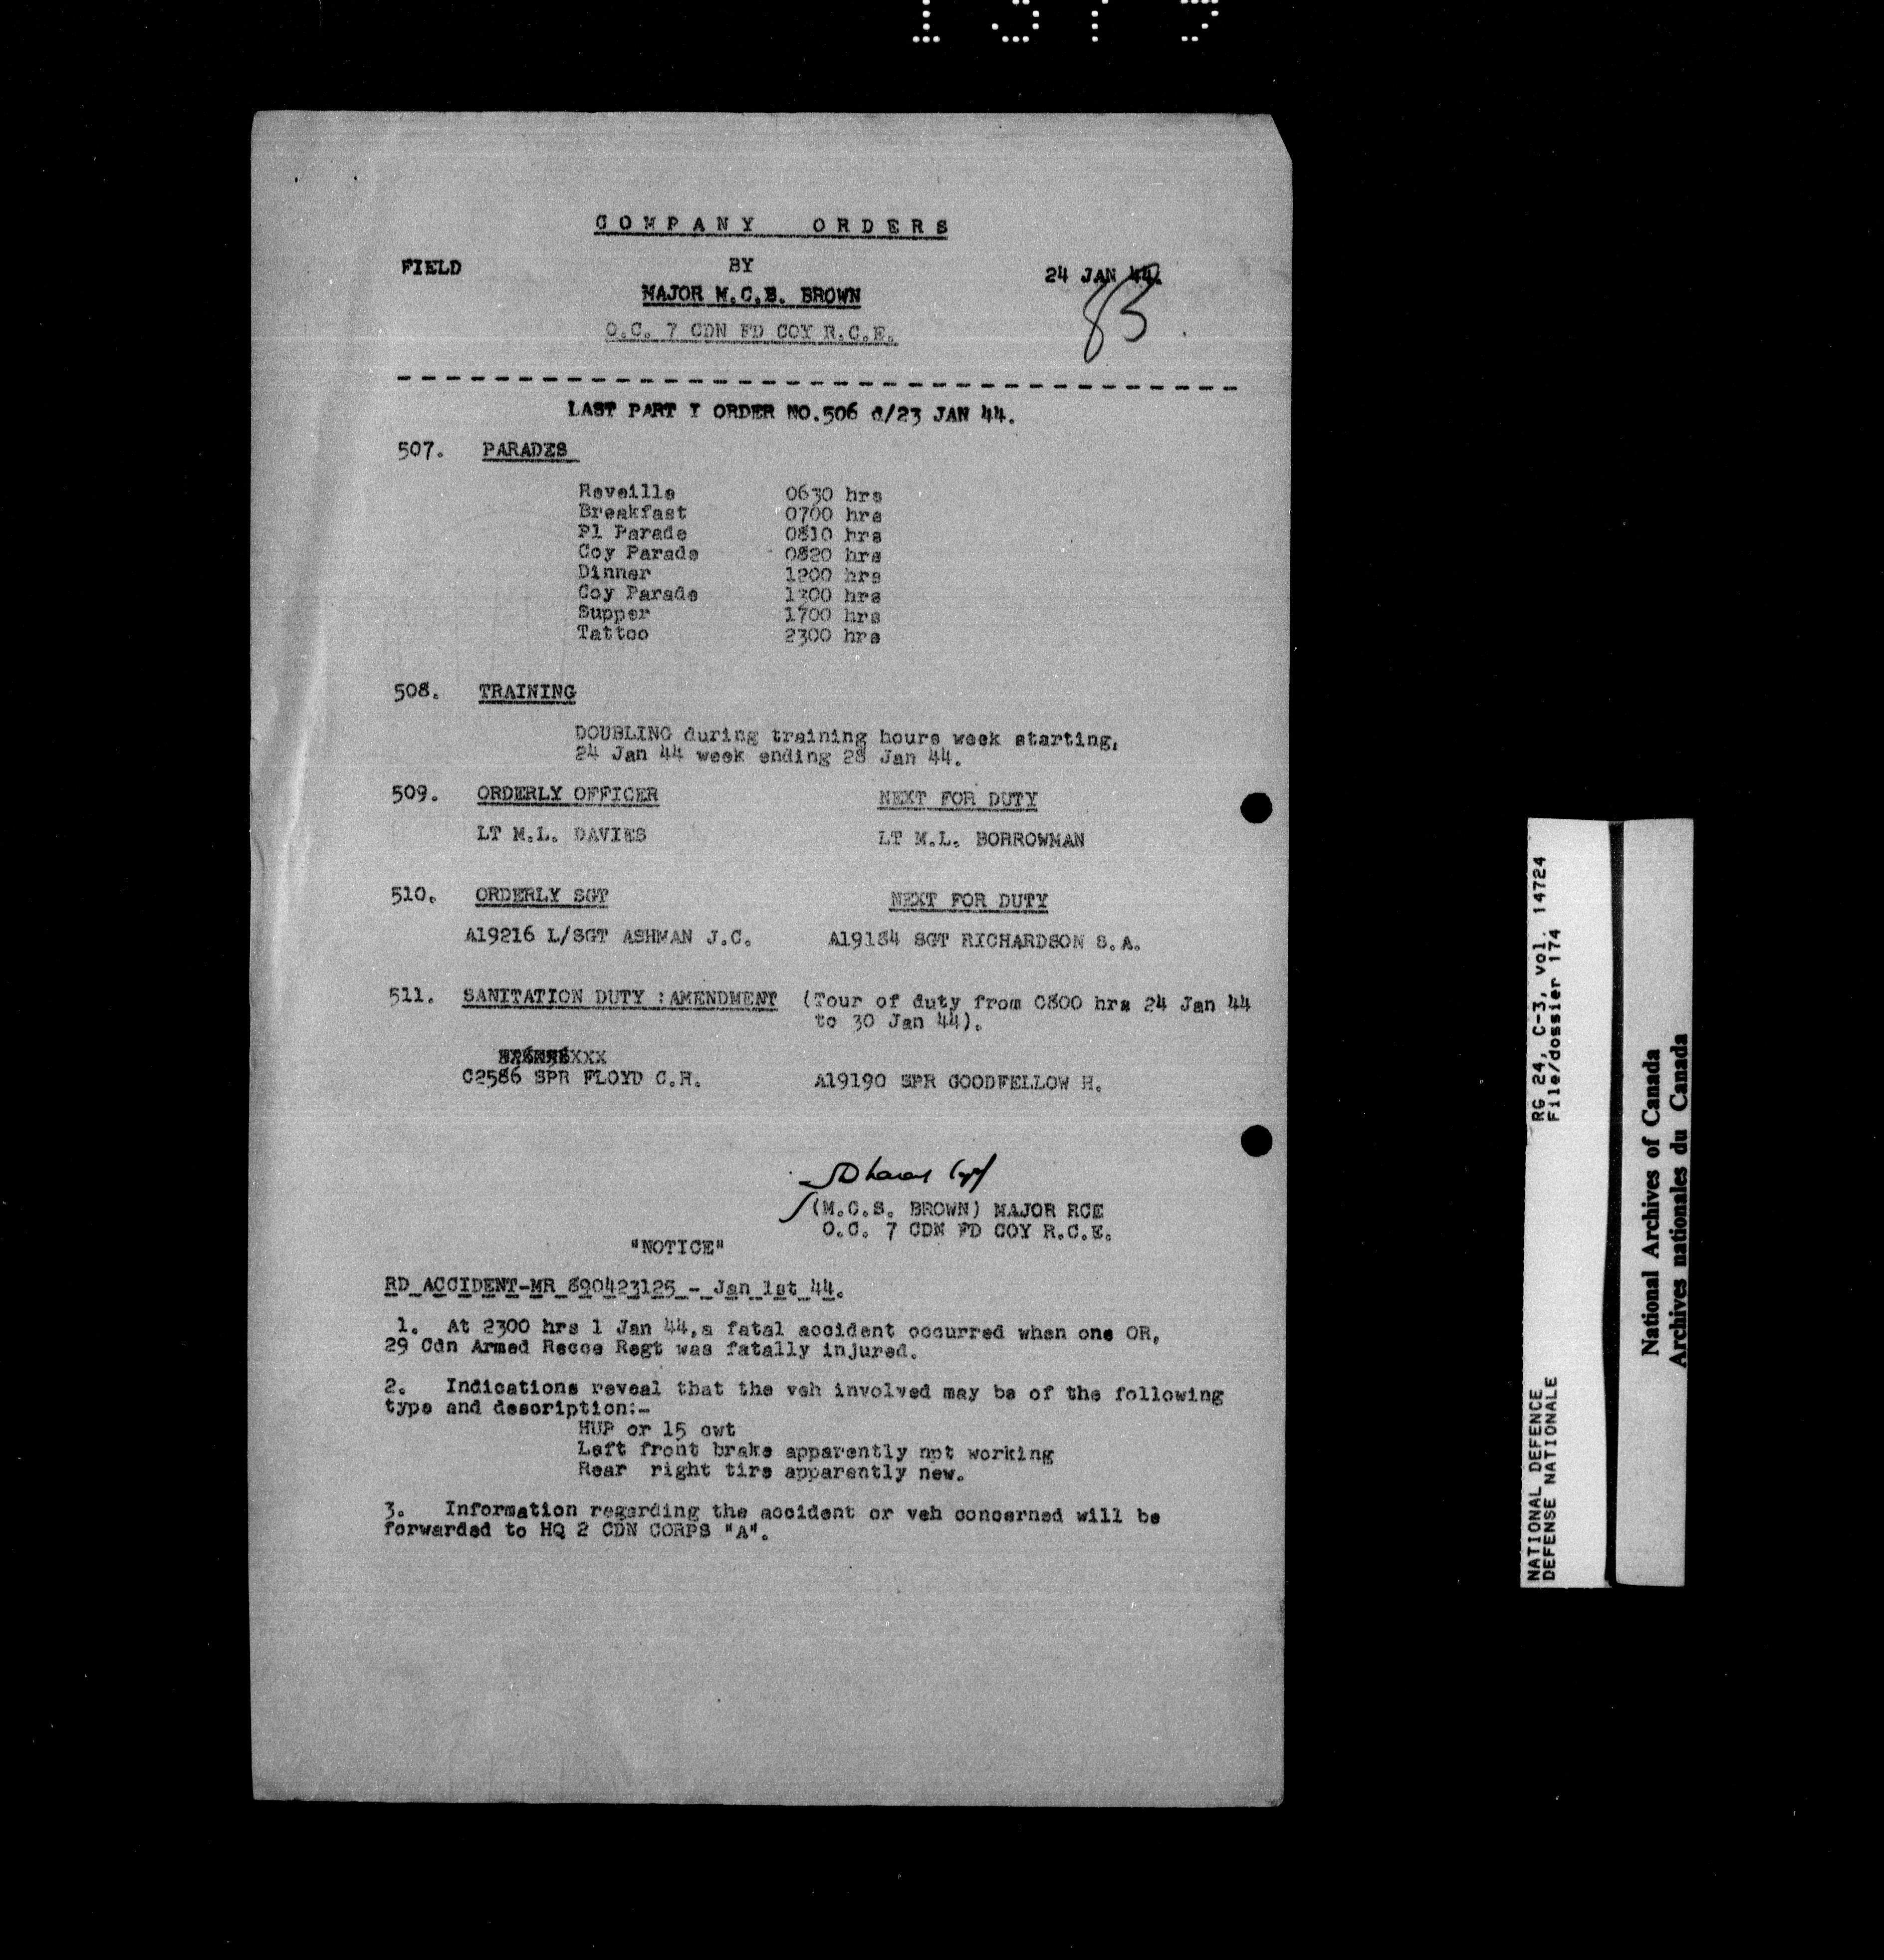 COMPANY ORDERS
FIELD BY 24 JAN 44.
83
MAJOR M.C.S. BROWN
O.C. 7 CDN FD COY R.C.E.
LAST PART I ORDER NO.506 d/23 JAN 44.
507. PARADES
Reveille 0630 hrs
Breakfast 0700 hrs
Pl Parade 0810 hrs
Coy Parade 0820 hrs
Dinner 1200 hrs
Coy Parade 1300 hrs
Supper 1700 hrs
Tattoo 2300 hrs
508. TRAINING
DOUBLING during training hours week starting,
24 Jan 44 week ending 28 Jan 44.
509. ORDERLY OFFICER NEXT FOR DUTY
LT M.L. DAVIES LT M.L. BORROWMAN
510. ORDERLY SGT NEXT FOR DUTY
A19216 L/SGT ASHMAN J.C. A19184 SGT RICHARDSON S.A.
511. SANITATION DUTY :AMENDMENT (Tour of duty from 0800 hrs 24 Jan 44
to 30 Jan 44).
C2586 SPR FLOYD C.H. A19190 SPR GOODFELLOW H.
(M.C.S. BROWN) MAJOR RCE
O.C. 7 CDN FD COY R.C.E.
"NOTICE"
RD ACCIDENT-MR 890423125 - Jan 1st 44.
1. At 2300 hrs 1 Jan 44,a fatal accident occurred when one OR,
29 Cdn Armed Recce Regt was fatally injured.
2. Indications reveal that the veh involved may be of the following
type and description:-
HUP or 15 cwt
Left front brake apparently npt working
Rear right tire apparently new.
3. Information regarding the accident or veh concerned will be
forwarded to HQ 2 CDN CORPS "A".
NATIONAL DEFENCE RG 24, C-3, vol. 14724
DEFENSE NATIONALE File/dossier 174
National Archives of Canada
Archives nationales du Canada